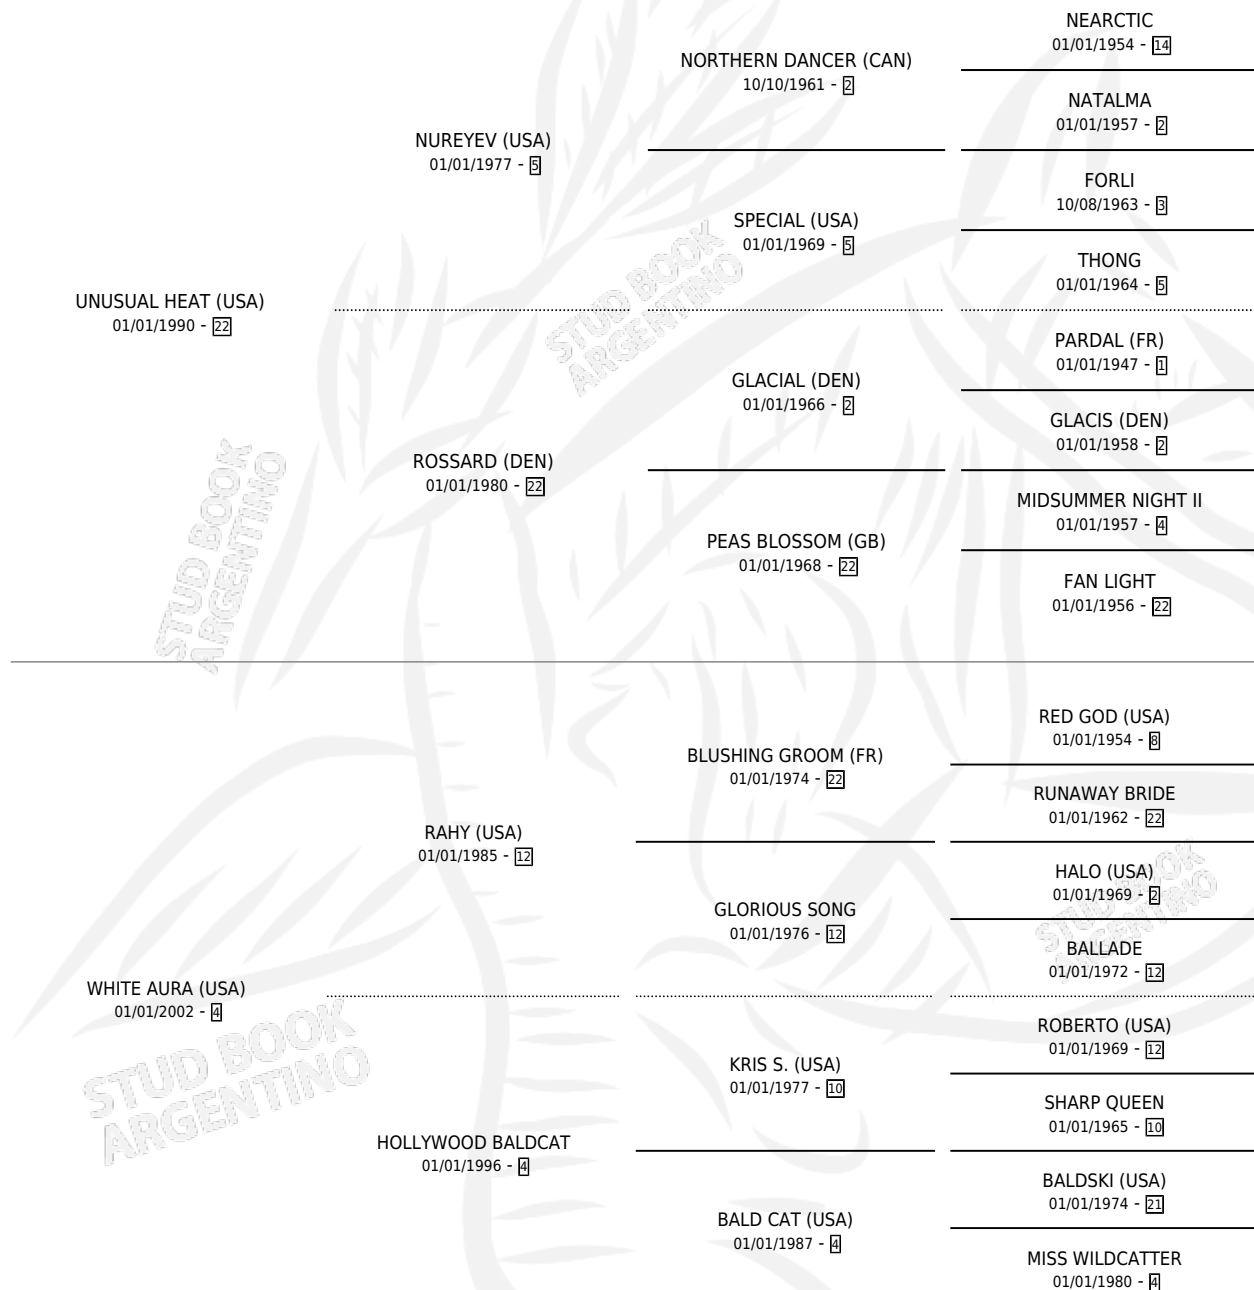 NEARCTIC
01/01/1954 - 14
NORTHERN DANCER (CAN)
10/10/1961 - 2
NATALMA
01/01/1957 - 2
NUREYEV (USA)
01/01/1977 - 5
FORLI
10/08/1963 - 3
SPECIAL (USA)
01/01/1969 - 5
THONG
01/01/1964 - 5
UNUSUAL HEAT (USA)
01/01/1990 - 22
PARDAL (FR)
01/01/1947 - 1
GLACIAL (DEN)
01/01/1966 - 2
GLACIS (DEN)
01/01/1958 - 2
ROSSARD (DEN)
01/01/1980 - 22
MIDSUMMER NIGHT II
01/01/1957 - 4
PEAS BLOSSOM (GB)
01/01/1968 - 22
FAN LIGHT
01/01/1956 - 22
RED GOD (USA)
01/01/1954 - 8
BLUSHING GROOM (FR)
01/01/1974 - 22
RUNAWAY BRIDE
01/01/1962 - 22
RAHY (USA)
01/01/1985 - 12
HALO (USA)
01/01/1969 - 2
GLORIOUS SONG
01/01/1976 - 12
BALLADE
01/01/1972 - 12
WHITE AURA (USA)
01/01/2002 - 4
ROBERTO (USA)
01/01/1969 - 12
KRIS S. (USA)
01/01/1977 - 10
SHARP QUEEN
01/01/1965 - 10
HOLLYWOOD BALDCAT
01/01/1996 - 4
BALDSKI (USA)
01/01/1974 - 21
BALD CAT (USA)
01/01/1987 - 4
MISS WILDCATTER
01/01/1980 - 4
STUD BOOK
ARGENTINO
STUD BOOK
ARGENTINO
STUD BOOK
ARGENTINO
STUD BOOK
ARGENTINO